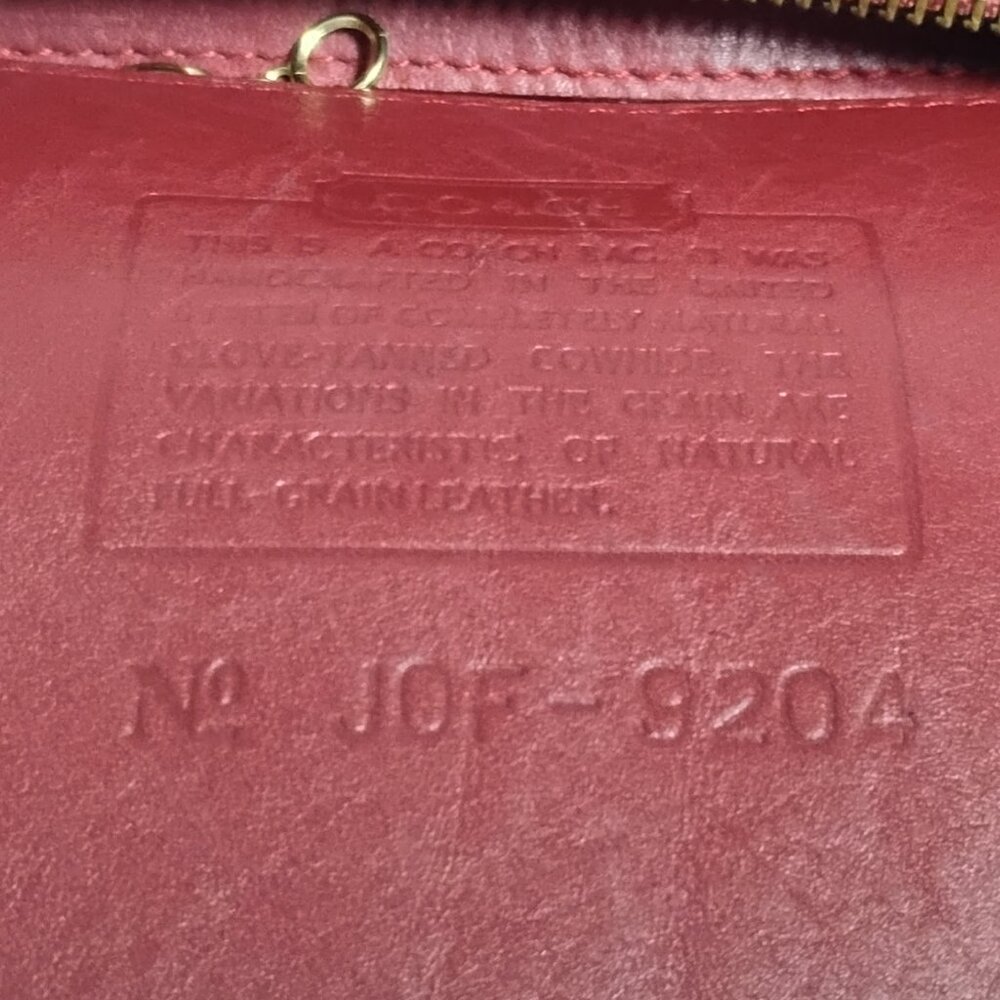 COACH
THIS IS A COACH BAG. IT WAS
HANDCRAFTED IN THE UNITED
STATES OF COMPLETELY NATURAL
GLOVE-TANNED COWHIDE. THE
VARIATIONS IN THE GRAIN ARE
CHARACTERISTIC OF NATURAL
FULL GRAIN LEATHER.
Nº JOF-9204